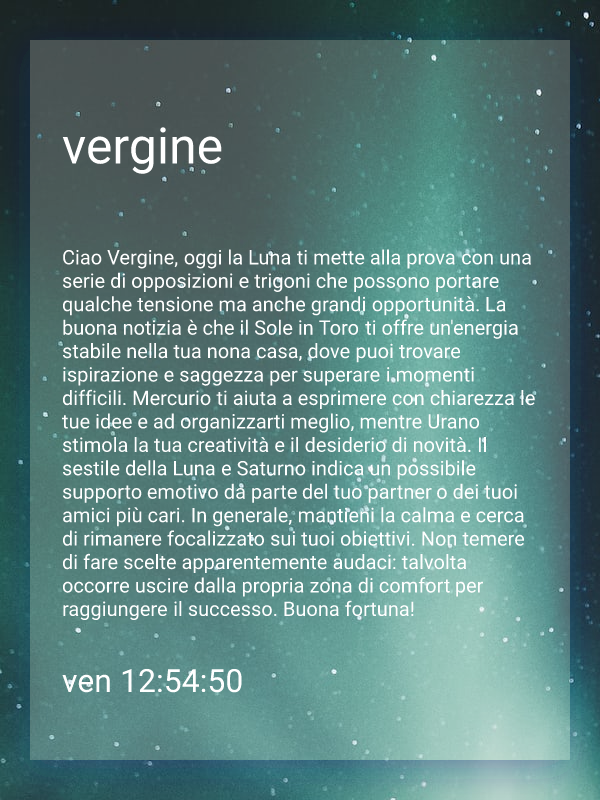 vergine
Ciao Vergine, oggi la Luna ti mette alla prova con una
serie di opposizioni e trigoni che possono portare
qualche tensione ma anche grandi opportunità. La
buona notizia è che il Sole in Toro ti offre un'energia
stabile nella tua nona casa, dove puoi trovare
ispirazione e saggezza per superare i momenti
difficili. Mercurio ti aiuta a esprimere con chiarezza le
tue idee e ad organizzarti meglio, mentre Urano
stimola la tua creatività e il desiderio di novità. Il
sestile della Luna e Saturno indica un possibile
supporto emotivo da parte del tuo partner o dei tuoi
amici più cari. In generale, mantieni la calma e cerca
di rimanere focalizzato sui tuoi obiettivi. Non temere
di fare scelte apparentemente audaci: talvolta
occorre uscire dalla propria zona di comfort per
raggiungere il successo. Buona fortuna!
ven 12:54:50